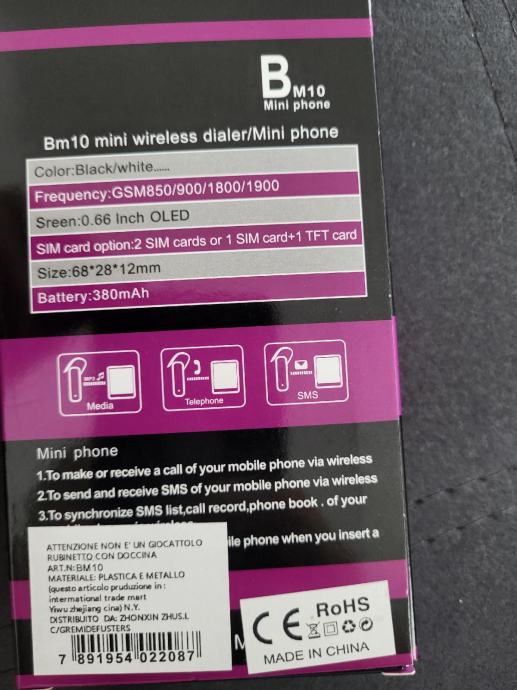 BM10
Mini phone
Bm10 mini wireless dialer/Mini phone
Color:Black/white......
Frequency:GSM850/900/1800/1900
Sreen:0.66 Inch OLED
SIM card option:2 SIM cards or 1 SIM card+1 TFT card
Size:68*28*12mm
Battery:380mAh
MP3
Media
Telephone
SMS
Mini phone
1.To make or receive a call of your mobile phone via wireless
2.To send and receive SMS of your mobile phone via wireless
3.To synchronize SMS list,call record,phone book . of your
phone when you insert a
ATTENZIONE NON E' UN GIOCATTOLO
RUBINETTO CON DOCCINA
ART.N:BM10
MATERIALE: PLASTICA E METALLO
(questo articolo pruduzione in :
international trade mart
Yiwu zhejiang cina) N.Y.
DISTRIBUITO DA: ZHONXIN ZHUS.L
C/GREMIDEFUSTERS
7 891954 022087
M
CE RoHS
MADE IN CHINA